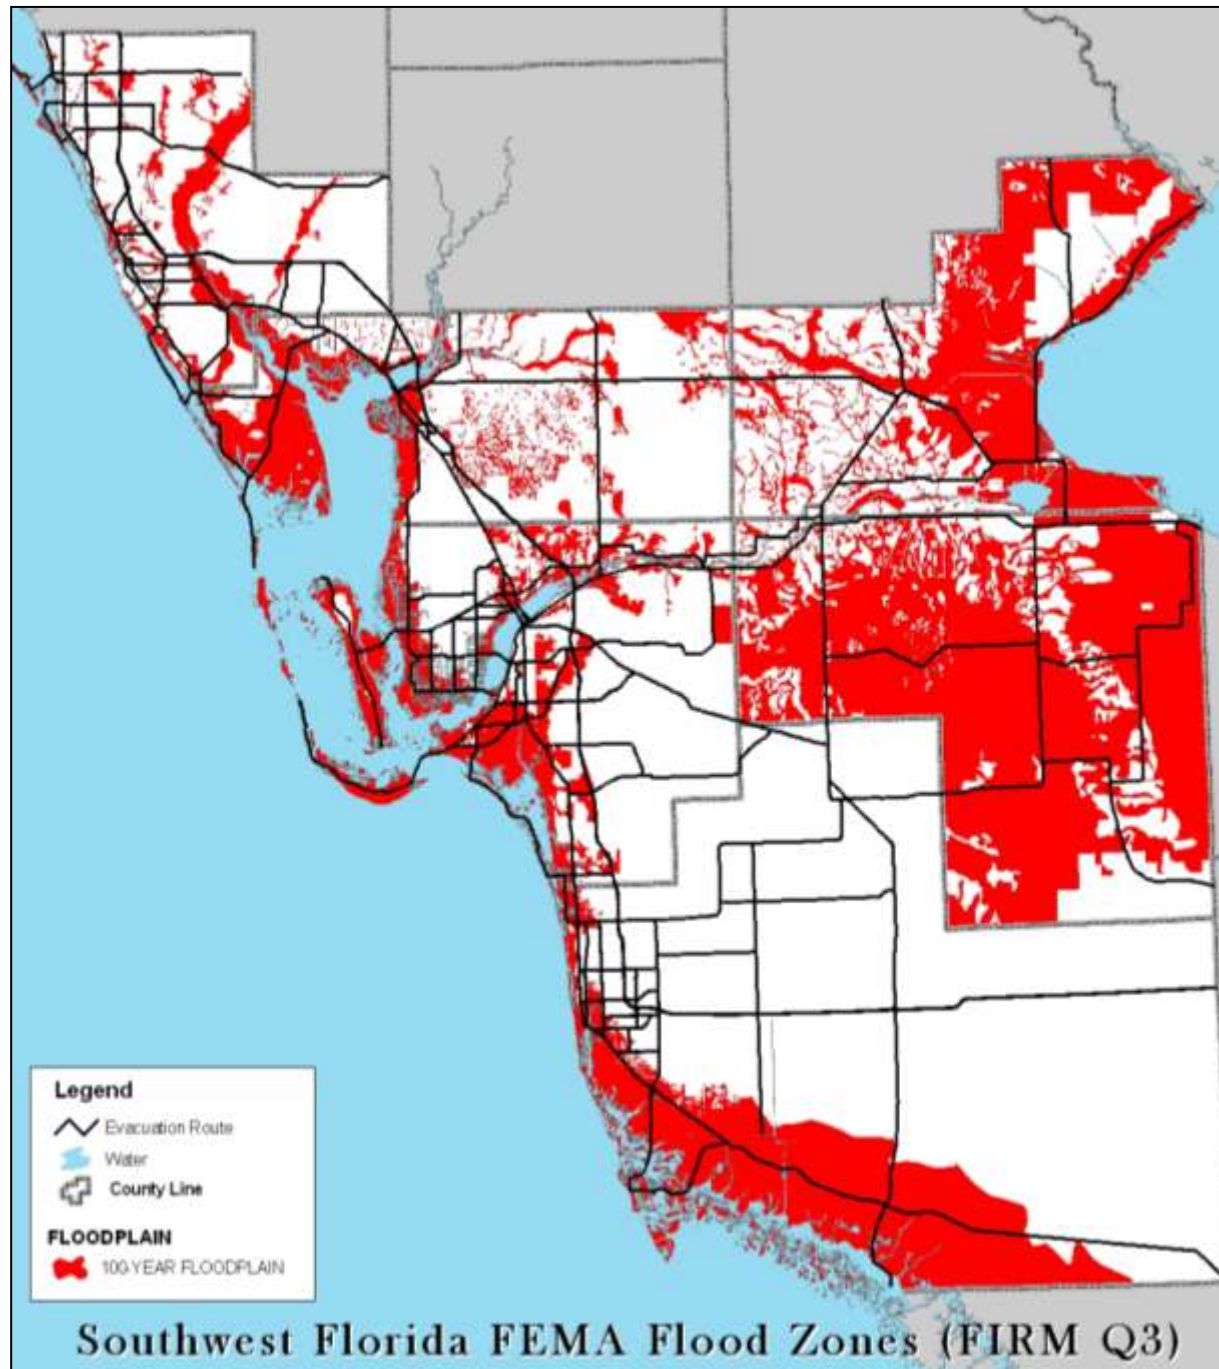 Legend
Evacuation Route
Water
County Line
FLOODPLAIN
100-YEAR FLOODPLAIN
Southwest Florida FEMA Flood Zones (FIRM Q3)